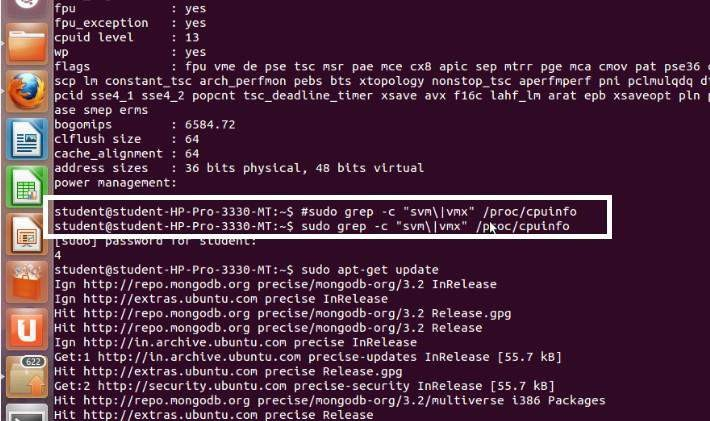 fpu : yes
fpu_exception : yes
cpuid level : 13
wp : yes
flags : fpu vme de pse tsc msr pae mce cx8 apic sep mtrr pge mca cmov pat pse36
scp lm constant_tsc arch_perfmon pebs bts xtopology nonstop_tsc aperfmperf pni pclmulqdq
pcid sse4_1 sse4_2 popcnt tsc_deadline_timer xsave avx f16c lahf_lm arat epb xsaveopt pln
ase smep erms
bogomips : 6584.72
clflush size : 64
cache_alignment : 64
address sizes : 36 bits physical, 48 bits virtual
power management:
student@student-HP-Pro-3330-MT:~$ #sudo grep -c "svm\|vmx" /proc/cpuinfo
student@student-HP-Pro-3330-MT:~$ sudo grep -c "svm\|vmx" /proc/cpuinfo
[sudo] password for student:
4
student@student-HP-Pro-3330-MT:~$ sudo apt-get update
Ign http://repo.mongodb.org precise/mongodb-org/3.2 InRelease
Ign http://extras.ubuntu.com precise InRelease
Hit http://repo.mongodb.org precise/mongodb-org/3.2 Release.gpg
Hit http://repo.mongodb.org precise/mongodb-org/3.2 Release
Ign http://in.archive.ubuntu.com precise InRelease
Get:1 http://in.archive.ubuntu.com precise-updates InRelease [55.7 kB]
Hit http://extras.ubuntu.com precise Release.gpg
Get:2 http://security.ubuntu.com precise-security InRelease [55.7 kB]
Hit http://repo.mongodb.org precise/mongodb-org/3.2/multiverse i386 Packages
Hit http://extras.ubuntu.com precise Release
622